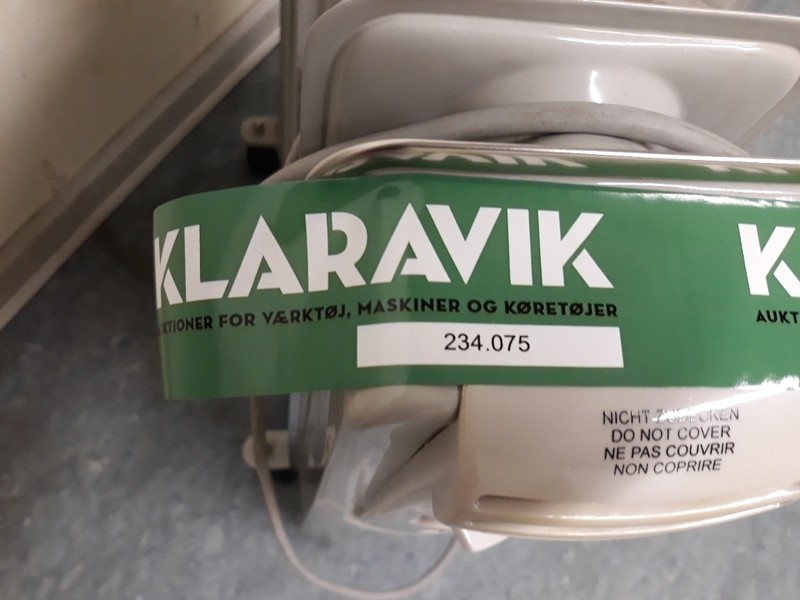 KLARAVIK
AKTIONER FOR VÆRKTØJ, MASKINER OG KØRETØJER
234.075
K
AUKT
NICHT ZUDECKEN
DO NOT COVER
NE PAS COUVRIR
NON COPRIRE